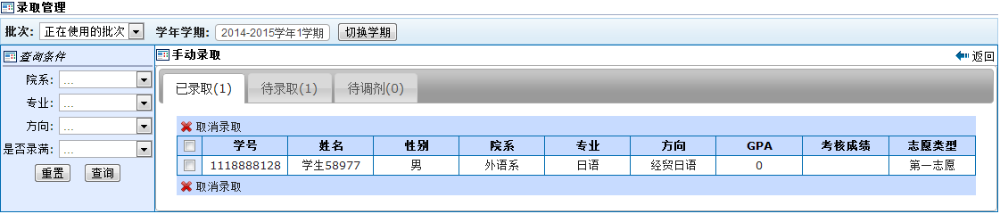 录取管理
批次: 正在使用的批次 学年学期: 2014-2015学年1学期 切换学期
查询条件
院系: ...
专业: ...
方向: ...
是否录满: ...
重置 查询
手动录取 返回
已录取(1) 待录取(1) 待调剂(0)
取消录取
学号 姓名 性别 院系 专业 方向 GPA 考核成绩 志愿类型
1118888128 学生58977 男 外语系 日语 经贸日语 0 第一志愿
取消录取